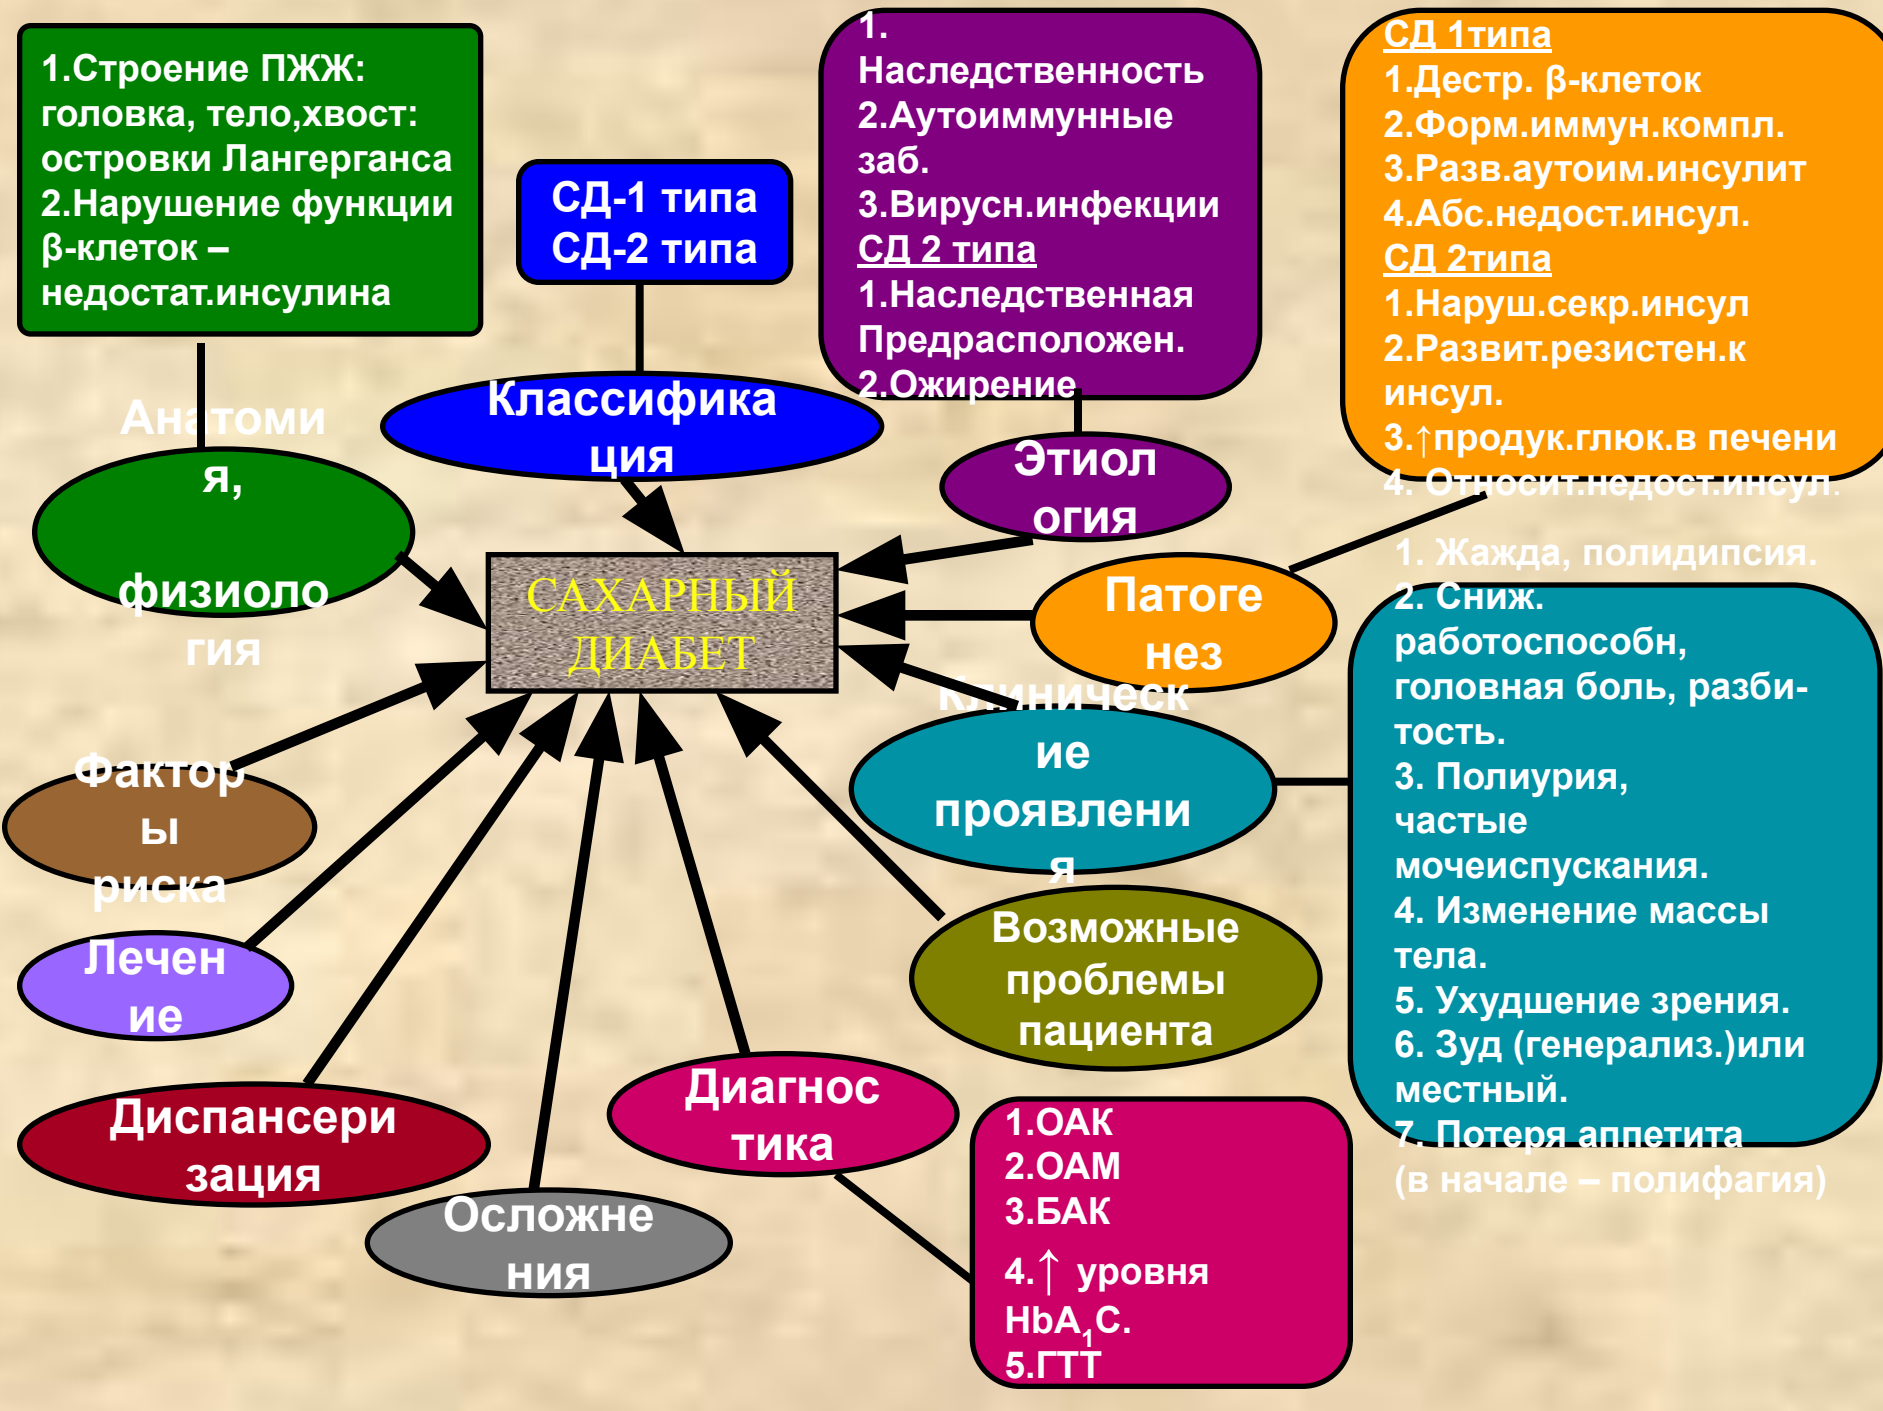 1.Строение ПЖЖ:
головка, тело,хвост:
островки Лангерганса
2.Нарушение функции
β-клеток –
недостат.инсулина
СД-1 типа
СД-2 типа
1.
Наследственность
2.Аутоиммунные
заб.
3.Вирусн.инфекции
СД 2 типа
1.Наследственная
Предрасположен.
2.Ожирение
СД 1типа
1.Дестр. β-клеток
2.Форм.иммун.компл.
3.Разв.аутоим.инсулит
4.Абс.недост.инсул.
СД 2типа
1.Наруш.секр.инсул
2.Развит.резистен.к
инсул.
3.↑продук.глюк.в печени
4. Относит.недост.инсул.
Анатоми
я,
физиоло
гия
Классифика
ция
Этиол
огия
Патоге
нез
САХАРНЫЙ
ДИАБЕТ
Клиническ
ие
проявлени
я
1. Жажда, полидипсия.
2. Сниж.
работоспособн,
головная боль, разби-
тость.
3. Полиурия,
частые
мочеиспускания.
4. Изменение массы
тела.
5. Ухудшение зрения.
6. Зуд (генерализ.)или
местный.
7. Потеря аппетита
(в начале – полифагия)
Фактор
ы
риска
Лечен
ие
Возможные
проблемы
пациента
Диспансери
зация
Осложне
ния
Диагнос
тика
1.ОАК
2.ОАМ
3.БАК
4.↑ уровня
HbA₁C.
5.ГТТ